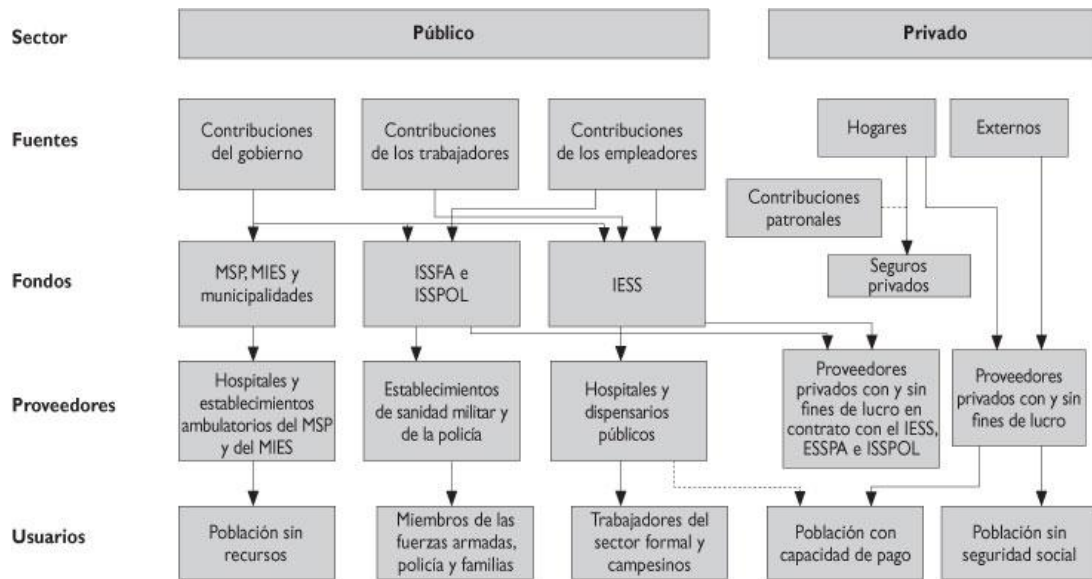 Sector
Público
Privado
Fuentes
Contribuciones
del gobierno
Contribuciones
de los trabajadores
Contribuciones
de los empleadores
Hogares
Externos
Contribuciones
patronales
Fondos
MSP, MIES y
municipalidades
ISSFA e
ISSPOL
IESS
Seguros
privados
Proveedores
Hospitales y
establecimientos
ambulatorios del MSP
y del MIES
Establecimientos
de sanidad militar y
de la policía
Hospitales y
dispensarios
públicos
Proveedores
privados con y sin
fines de lucro en
contrato con el IESS,
ESSPA e ISSPOL
Proveedores
privados con y sin
fines de lucro
Usuarios
Población sin
recursos
Miembros de las
fuerzas armadas,
policía y familias
Trabajadores del
sector formal y
campesinos
Población con
capacidad de pago
Población sin
seguridad social